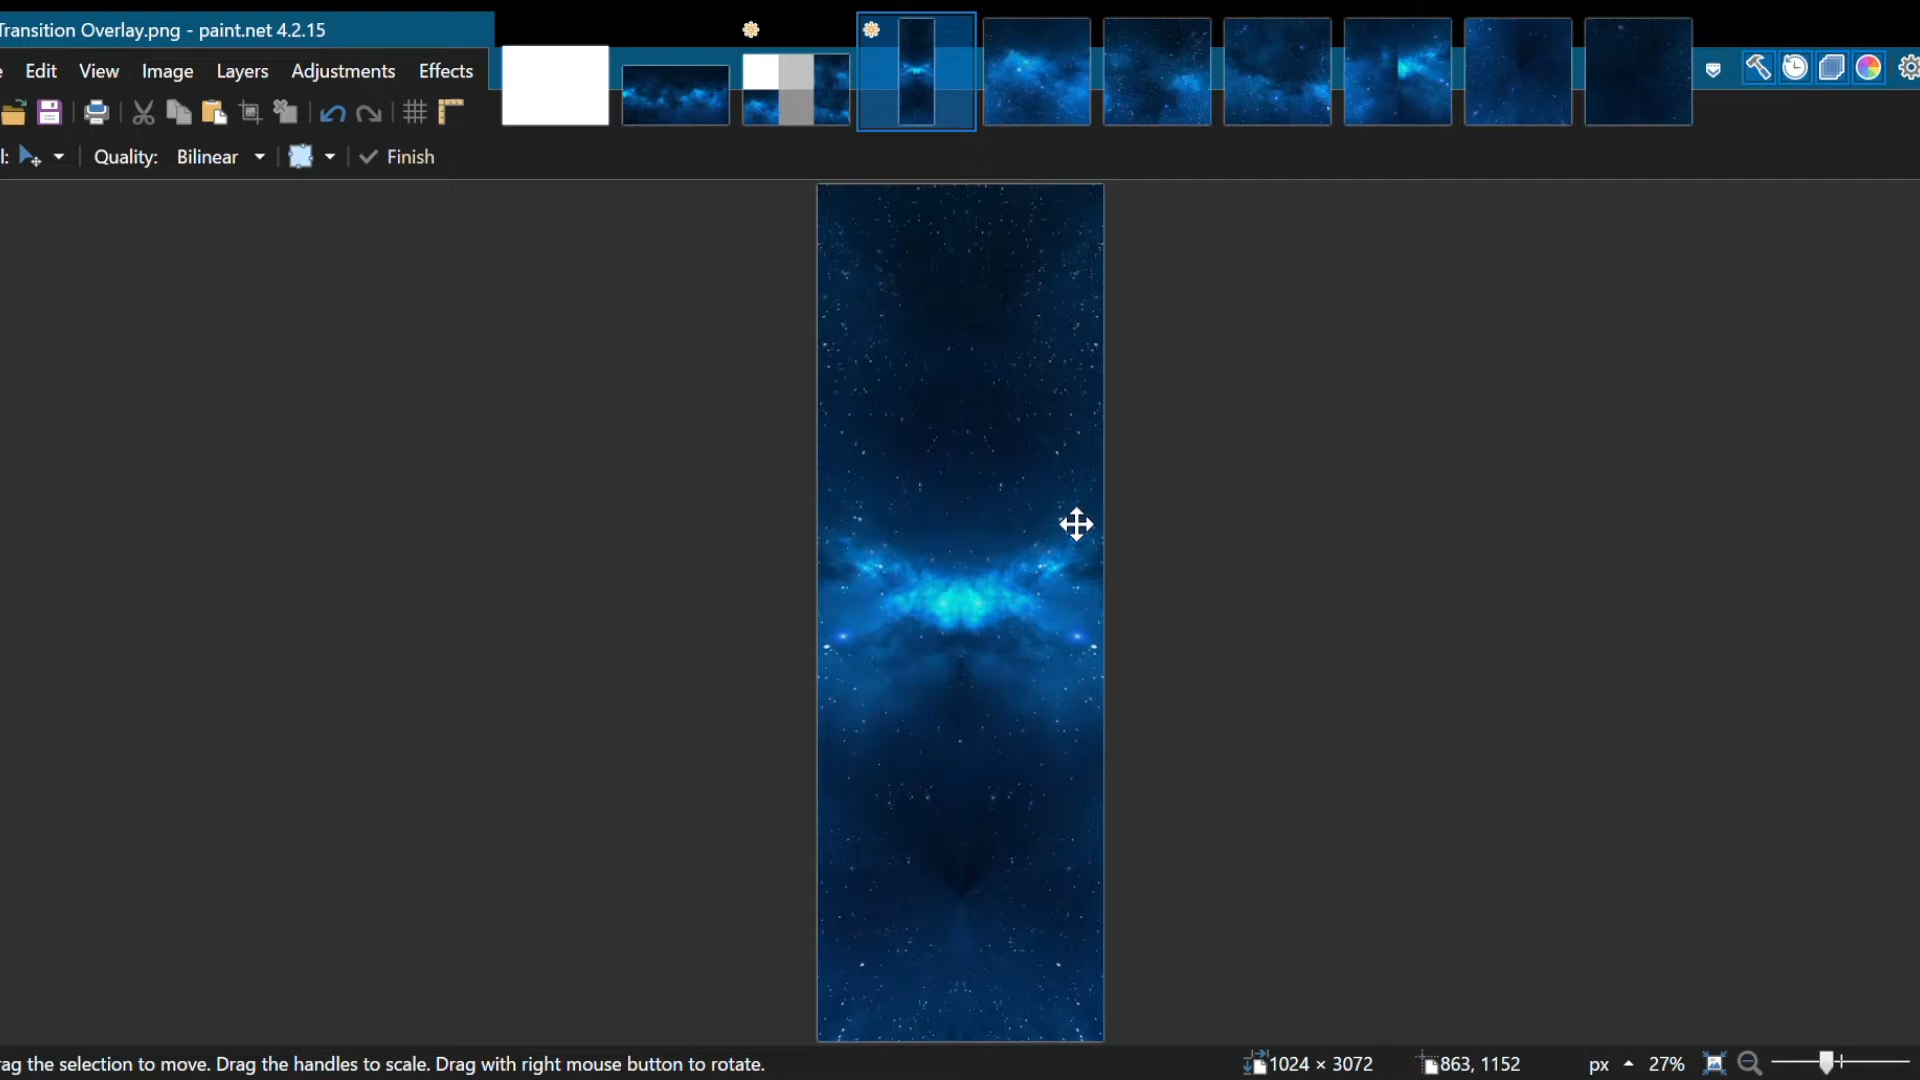 Transition Overlay.png - paint.net 4.2.15
Edit View Image Layers Adjustments Effects
Quality: Bilinear Finish
Drag the selection to move. Drag the handles to scale. Drag with right mouse button to rotate. 1024 × 3072 863, 1152 px 27%